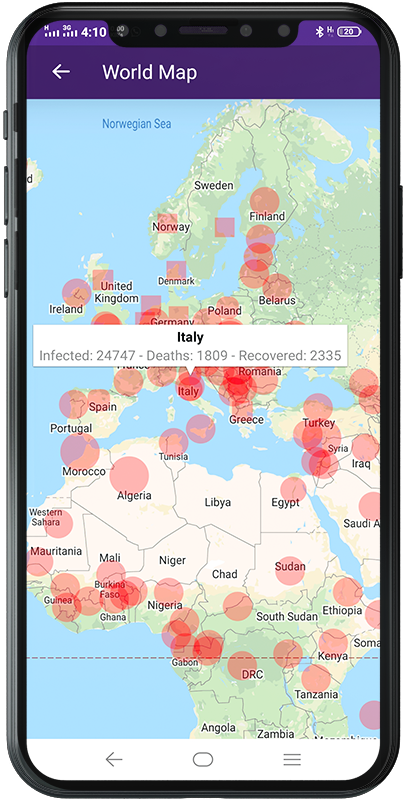 3G 4:10 20
World Map
Norwegian Sea
Sweden
Finland
Norway
Denmark
United
Kingdom
Ireland
Belarus
Poland
Germany
Italy
Infected: 24747 - Deaths: 1809 - Recovered: 2335
France
Romania
Italy
Spain
Greece
Portugal
Turkey
Tunisia
Syria
Iraq
Morocco
Algeria
Libya
Egypt
Western
Sahara
Saudi A
Mauritania
Mali
Niger
Chad
Sudan
Burkina
Faso
Guinea
Ghana
Nigeria
Ethiopia
South Sudan
Soma
Kenya
Gabon
DRC
Tanzania
Angola
Zambia